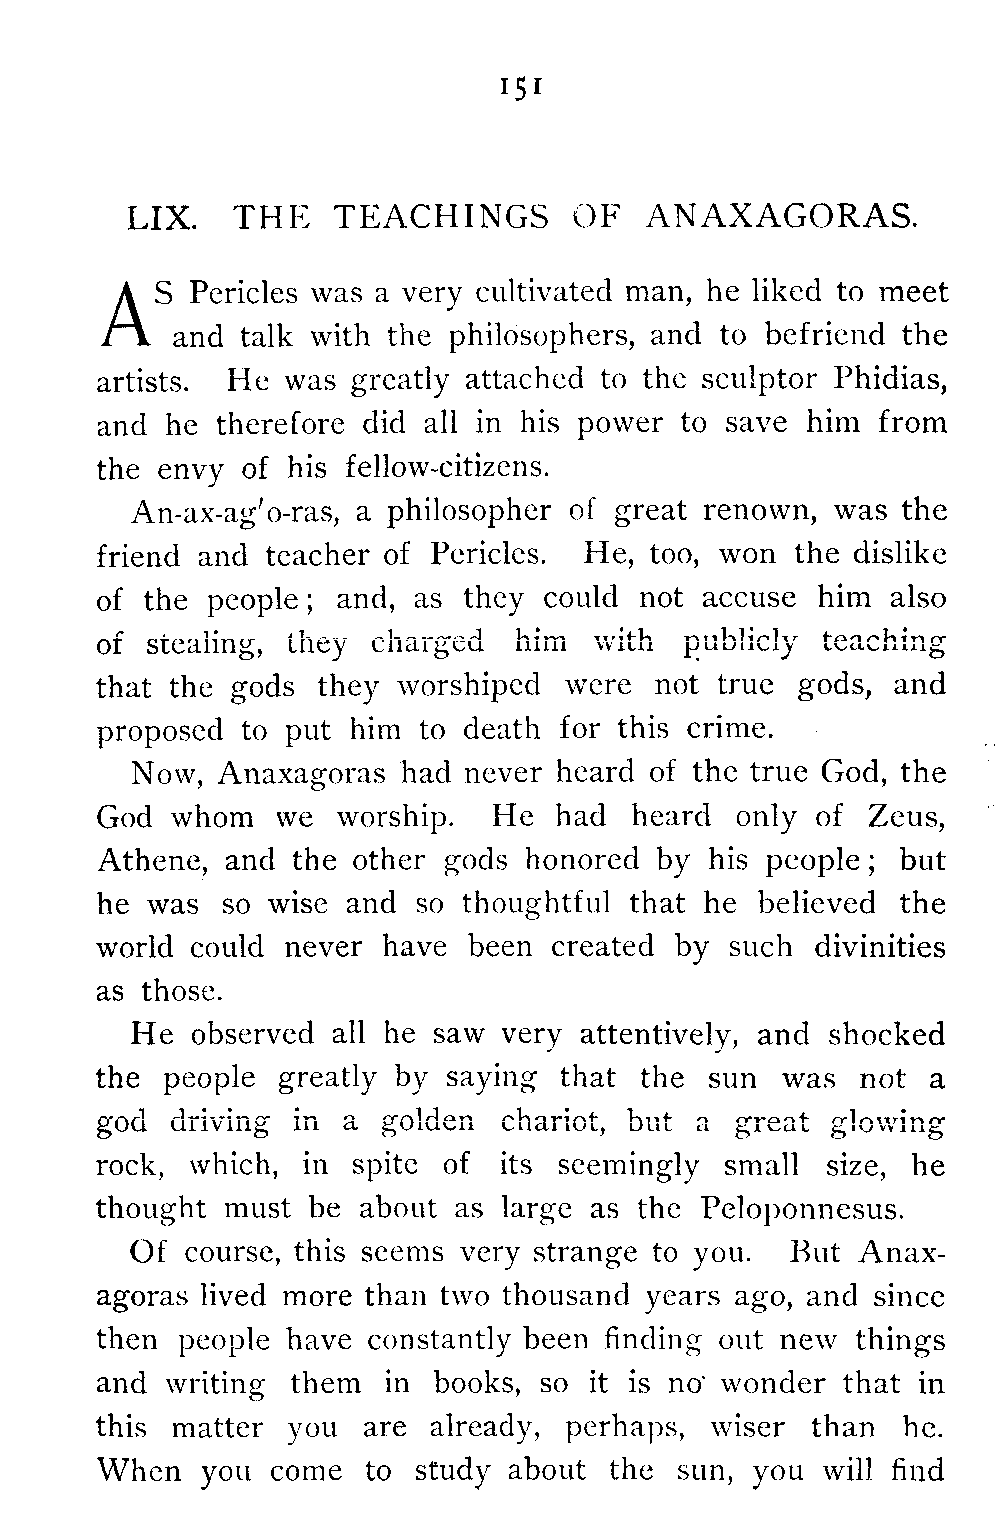 151
LIX. THE TEACHINGS OF ANAXAGORAS.
AS Pericles was a very cultivated man, he liked to meet
and talk with the philosophers, and to befriend the
artists. He was greatly attached to the sculptor Phidias,
and he therefore did all in his power to save him from
the envy of his fellow-citizens.
An-ax-ag'o-ras, a philosopher of great renown, was the
friend and teacher of Pericles. He, too, won the dislike
of the people; and, as they could not accuse him also
of stealing, they charged him with publicly teaching
that the gods they worshiped were not true gods, and
proposed to put him to death for this crime.
Now, Anaxagoras had never heard of the true God, the
God whom we worship. He had heard only of Zeus,
Athene, and the other gods honored by his people; but
he was so wise and so thoughtful that he believed the
world could never have been created by such divinities
as those.
He observed all he saw very attentively, and shocked
the people greatly by saying that the sun was not a
god driving in a golden chariot, but a great glowing
rock, which, in spite of its seemingly small size, he
thought must be about as large as the Peloponnesus.
Of course, this seems very strange to you. But Anax-
agoras lived more than two thousand years ago, and since
then people have constantly been finding out new things
and writing them in books, so it is no wonder that in
this matter you are already, perhaps, wiser than he.
When you come to study about the sun, you will find